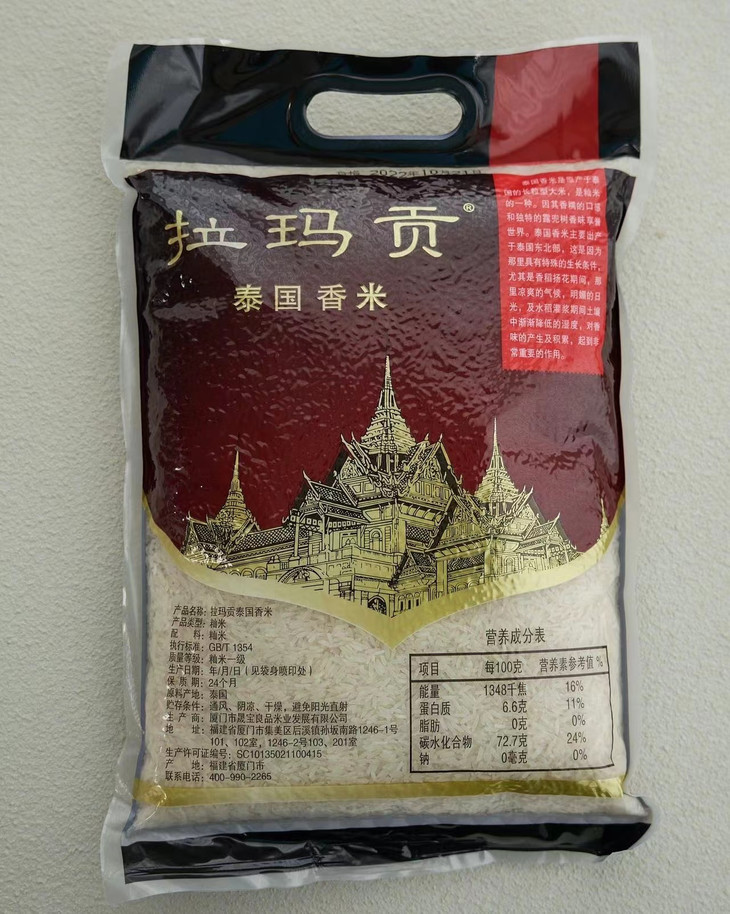 2022年10月21日
拉玛贡®
泰国香米
泰国香米是原产于泰
国的长粒型大米，是籼米
的一种。因其香糯的口感
和独特的露兜树香味享誉
世界。泰国香米主要出产
于泰国东北部，这是因为
那里具有特殊的生长条件，
尤其是香稻扬花期间，那
里凉爽的气候，明媚的日
光，及水稻灌浆期间土壤
中渐渐降低的湿度，对香
味的产生及积累，起到非
常重要的作用。
产品名称：拉玛贡泰国香米
产品类型：籼米
配 料：籼米
执行标准：GB/T 1354
质量等级：籼米一级
生产日期：年/月/日（见袋身喷印处）
保 质 期：24个月
原料产地：泰国
贮存条件：通风、阴凉、干燥，避免阳光直射
生 产 商：厦门市晟宝良品米业发展有限公司
地 址：福建省厦门市集美区后溪镇孙坂南路1246-1号
101、102室，1246-2号103、201室
生产许可证编号：SC10135021100415
产 地：福建省厦门市
联系电话：400-990-2265
营养成分表
项目 每100克 营养素参考值 %
能量 1348千焦 16%
蛋白质 6.6克 11%
脂肪 0克 0%
碳水化合物 72.7克 24%
钠 0毫克 0%